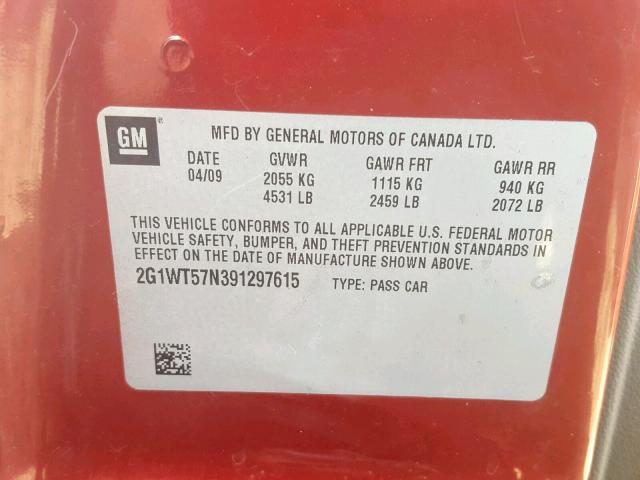 GM
MFD BY GENERAL MOTORS OF CANADA LTD.
DATE GVWR GAWR FRT GAWR RR
04/09 2055 KG 1115 KG 940 KG
4531 LB 2459 LB 2072 LB
THIS VEHICLE CONFORMS TO ALL APPLICABLE U.S. FEDERAL MOTOR
VEHICLE SAFETY, BUMPER, AND THEFT PREVENTION STANDARDS IN
EFFECT ON THE DATE OF MANUFACTURE SHOWN ABOVE.
2G1WT57N391297615 TYPE: PASS CAR